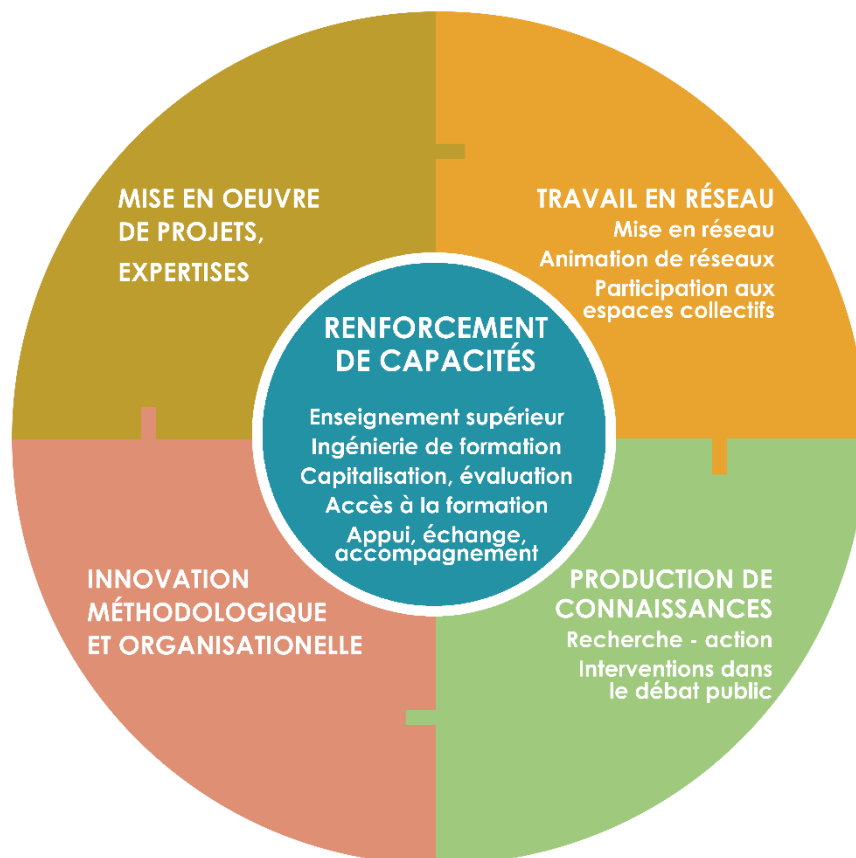 MISE EN OEUVRE
DE PROJETS,
EXPERTISES
TRAVAIL EN RÉSEAU
Mise en réseau
Animation de réseaux
Participation aux
espaces collectifs
RENFORCEMENT
DE CAPACITÉS
Enseignement supérieur
Ingénierie de formation
Capitalisation, évaluation
Accès à la formation
Appui, échange,
accompagnement
INNOVATION
MÉTHODOLOGIQUE
ET ORGANISATIONELLE
PRODUCTION DE
CONNAISSANCES
Recherche - action
Interventions dans
le débat public